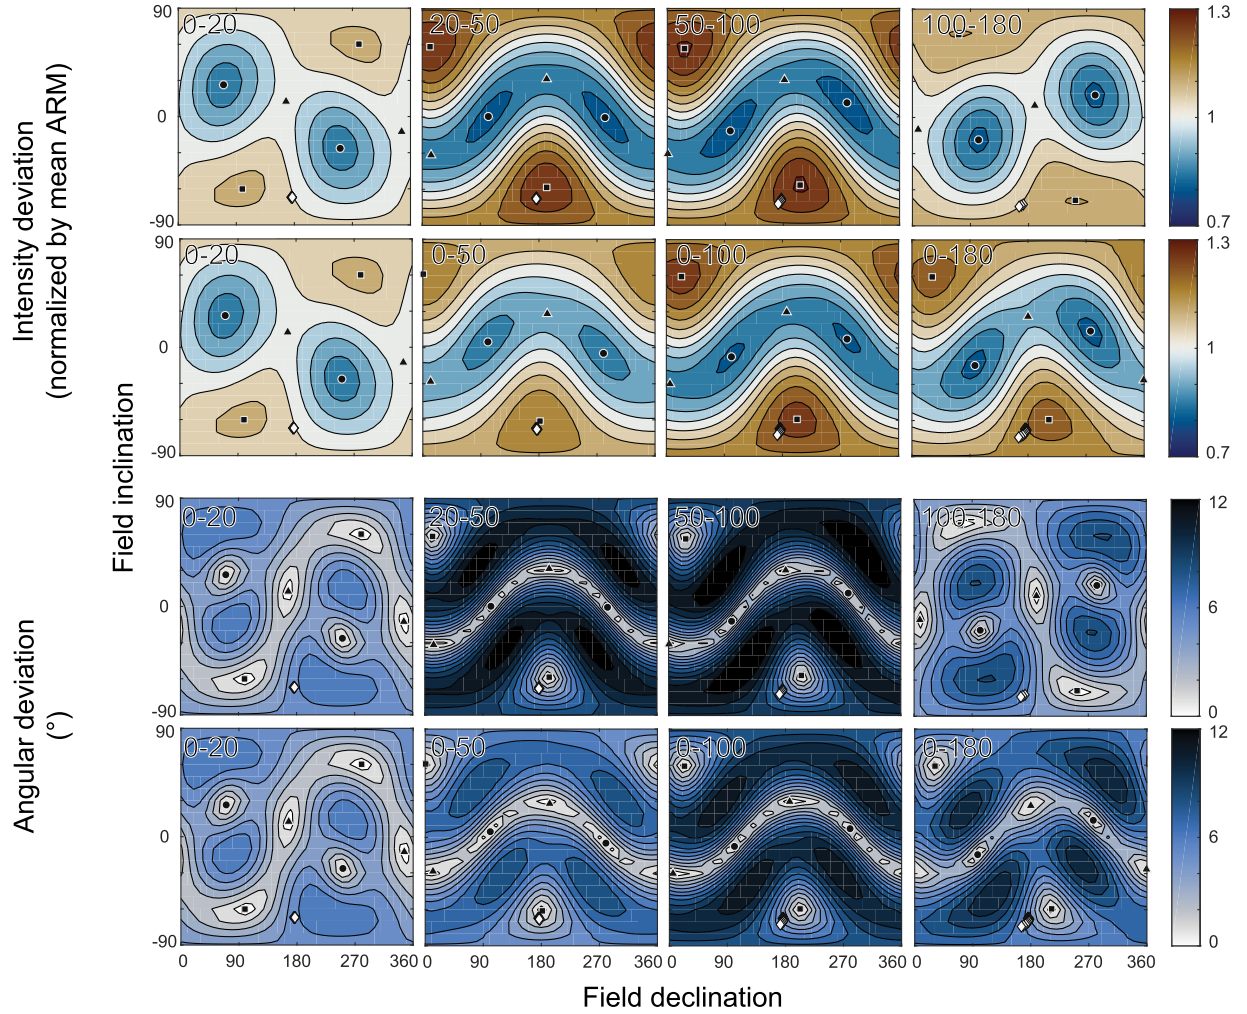 0-20 20-50 50-100 100-180
1.3
1
0.7
0
-90
Intensity deviation
(normalized by mean ARM)
90
0
-90
0-20 0-50 0-100 0-180
1.3
1
0.7
Field inclination
90
0
-90
0-20 20-50 50-100 100-180
12
6
0
Angular deviation
(°)
90
0
-90
0-20 0-50 0-100 0-180
12
6
0
0 90 180 270 360 0 90 180 270 360 0 90 180 270 360 0 90 180 270 360
Field declination